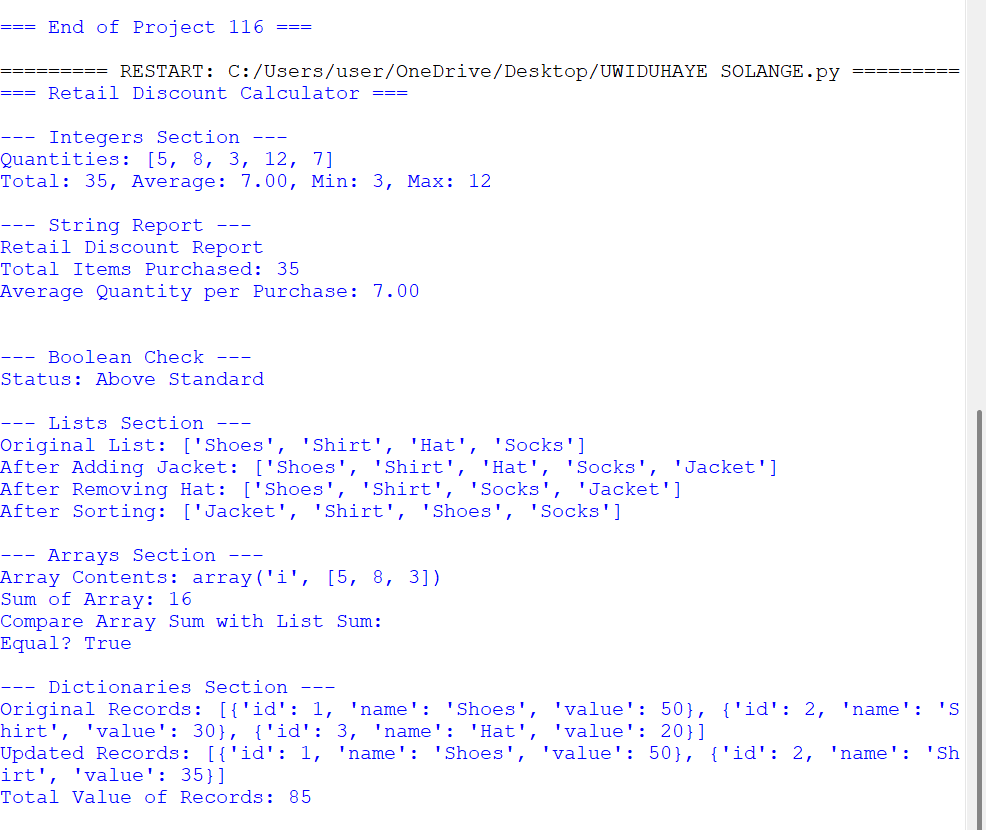 === End of Project 116 ===
========= RESTART: C:/Users/user/OneDrive/Desktop/UWIDUHAYE SOLANGE.py =========
=== Retail Discount Calculator ===
--- Integers Section ---
Quantities: [5, 8, 3, 12, 7]
Total: 35, Average: 7.00, Min: 3, Max: 12
--- String Report ---
Retail Discount Report
Total Items Purchased: 35
Average Quantity per Purchase: 7.00
--- Boolean Check ---
Status: Above Standard
--- Lists Section ---
Original List: ['Shoes', 'Shirt', 'Hat', 'Socks']
After Adding Jacket: ['Shoes', 'Shirt', 'Hat', 'Socks', 'Jacket']
After Removing Hat: ['Shoes', 'Shirt', 'Socks', 'Jacket']
After Sorting: ['Jacket', 'Shirt', 'Shoes', 'Socks']
--- Arrays Section ---
Array Contents: array('i', [5, 8, 3])
Sum of Array: 16
Compare Array Sum with List Sum:
Equal? True
--- Dictionaries Section ---
Original Records: [{'id': 1, 'name': 'Shoes', 'value': 50}, {'id': 2, 'name': 'S
hirt', 'value': 30}, {'id': 3, 'name': 'Hat', 'value': 20}]
Updated Records: [{'id': 1, 'name': 'Shoes', 'value': 50}, {'id': 2, 'name': 'Sh
irt', 'value': 35}]
Total Value of Records: 85